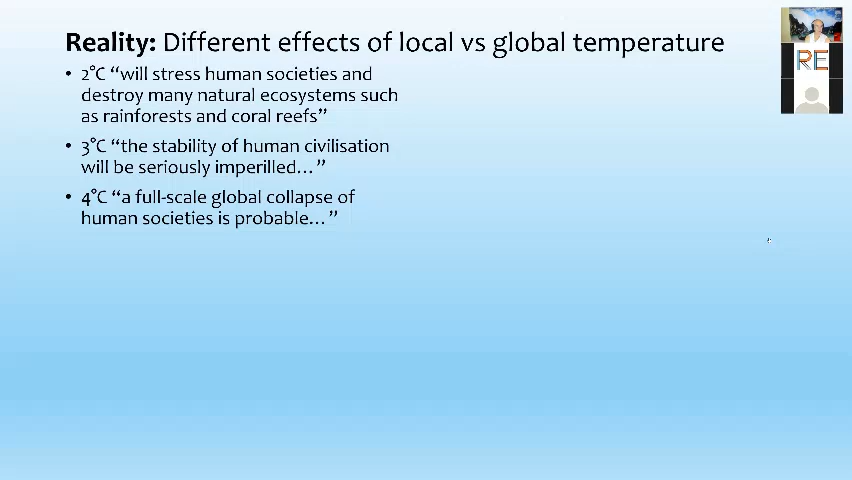 Reality: Different effects of local vs global temperature
• 2°C “will stress human societies and
destroy many natural ecosystems such
as rainforests and coral reefs”
• 3°C “the stability of human civilisation
will be seriously imperilled…”
• 4°C “a full-scale global collapse of
human societies is probable…”
RE